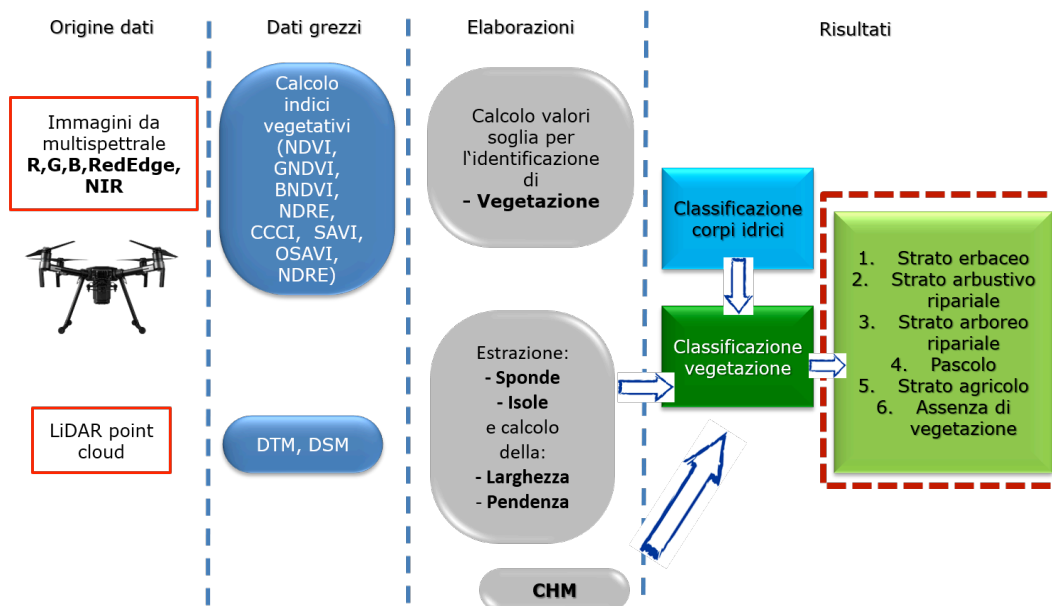 Origine dati
Dati grezzi
Elaborazioni
Risultati
Immagini da
multispettrale
R,G,B,RedEdge,
NIR
LiDAR point
cloud
Calcolo
indici
vegetativi
(NDVI,
GNDVI,
BNDVI,
NDRE,
CCCI, SAVI,
OSAVI,
NDRE)
DTM, DSM
Calcolo valori
soglia per
l'identificazione
di
- Vegetazione
Estrazione:
- Sponde
- Isole
e calcolo
della:
- Larghezza
- Pendenza
CHM
Classificazione
corpi idrici
Classificazione
vegetazione
1. Strato erbaceo
2. Strato arbustivo
ripariale
3. Strato arboreo
ripariale
4. Pascolo
5. Strato agricolo
6. Assenza di
vegetazione